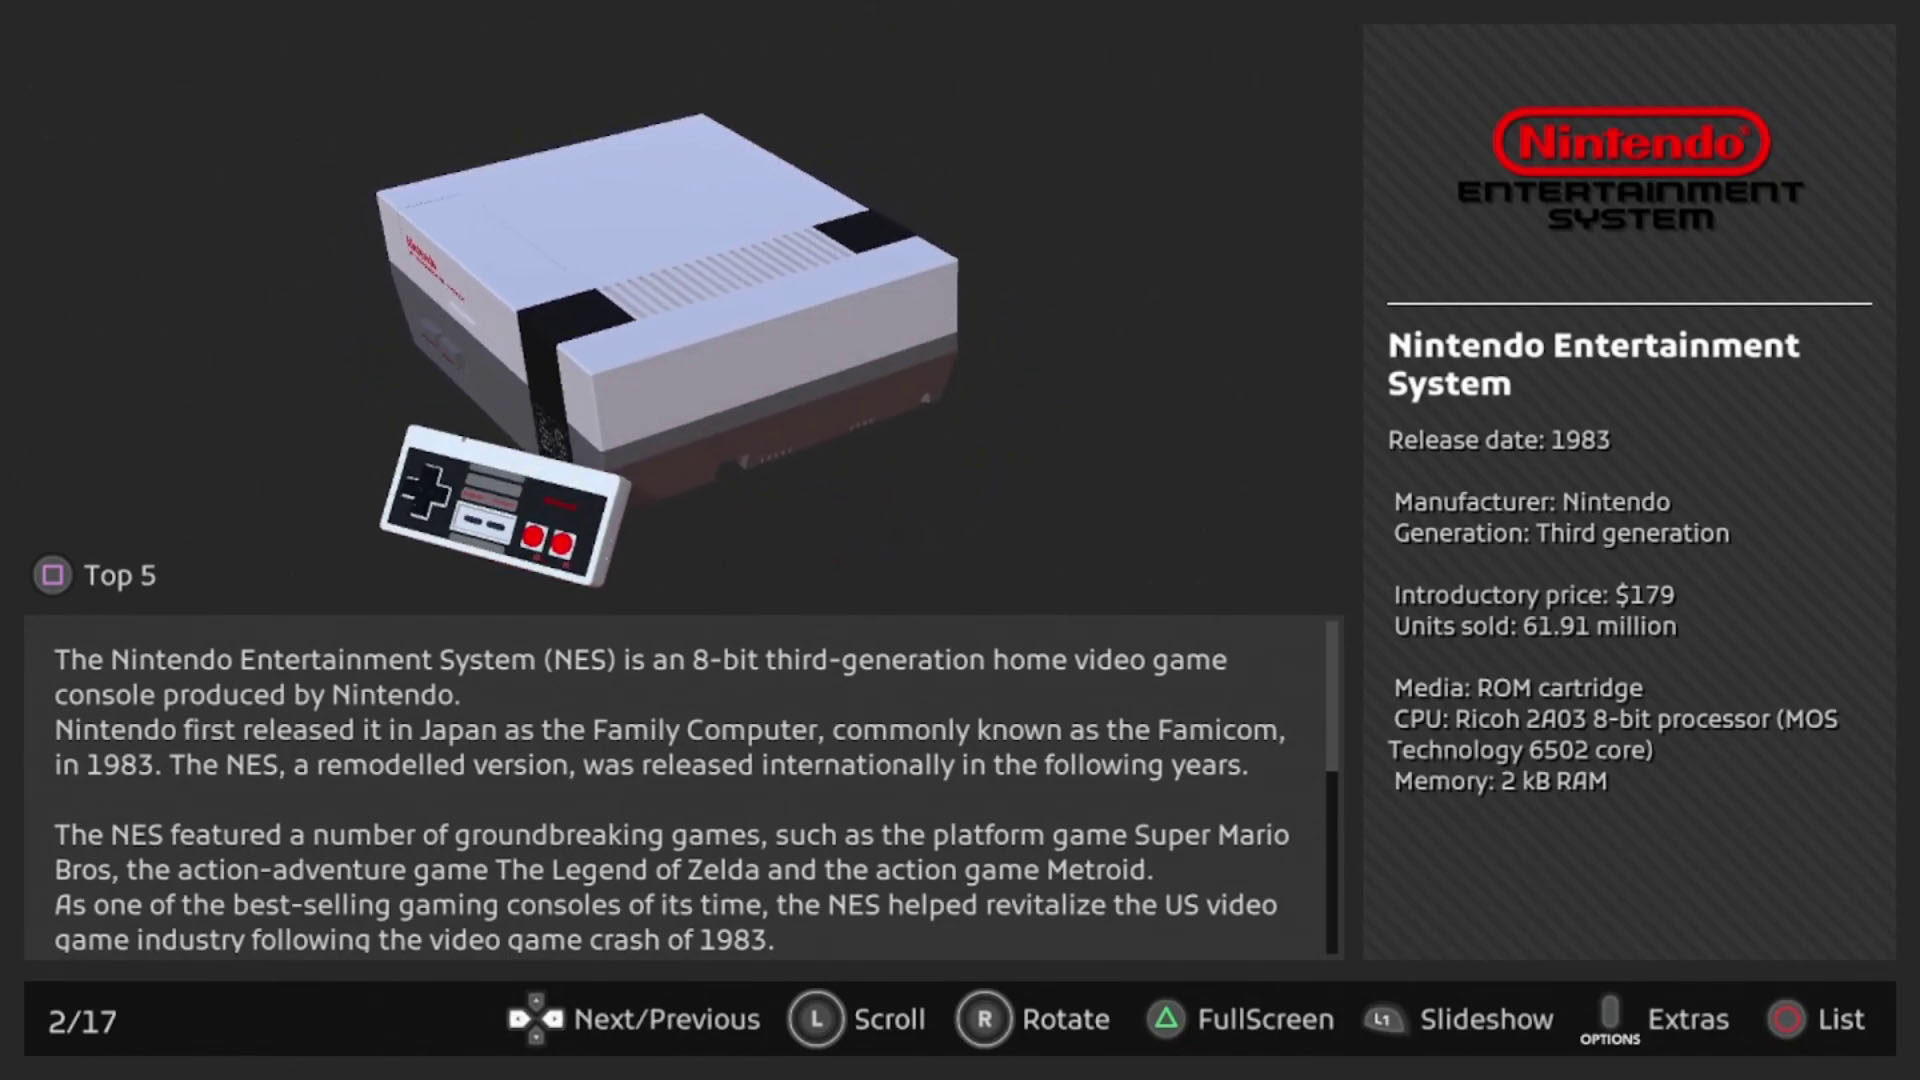 Nintendo
ENTERTAINMENT
SYSTEM
Nintendo Entertainment
System
Release date: 1983
Manufacturer: Nintendo
Generation: Third generation
Introductory price: $179
Units sold: 61.91 million
Media: ROM cartridge
CPU: Ricoh 2A03 8-bit processor (MOS
Technology 6502 core)
Memory: 2 kB RAM
Nintendo
Top 5
The Nintendo Entertainment System (NES) is an 8-bit third-generation home video game
console produced by Nintendo.
Nintendo first released it in Japan as the Family Computer, commonly known as the Famicom,
in 1983. The NES, a remodelled version, was released internationally in the following years.
The NES featured a number of groundbreaking games, such as the platform game Super Mario
Bros, the action-adventure game The Legend of Zelda and the action game Metroid.
As one of the best-selling gaming consoles of its time, the NES helped revitalize the US video
game industry following the video game crash of 1983.
2/17
Next/Previous
L Scroll
R Rotate
FullScreen
L1 Slideshow
OPTIONS Extras
List